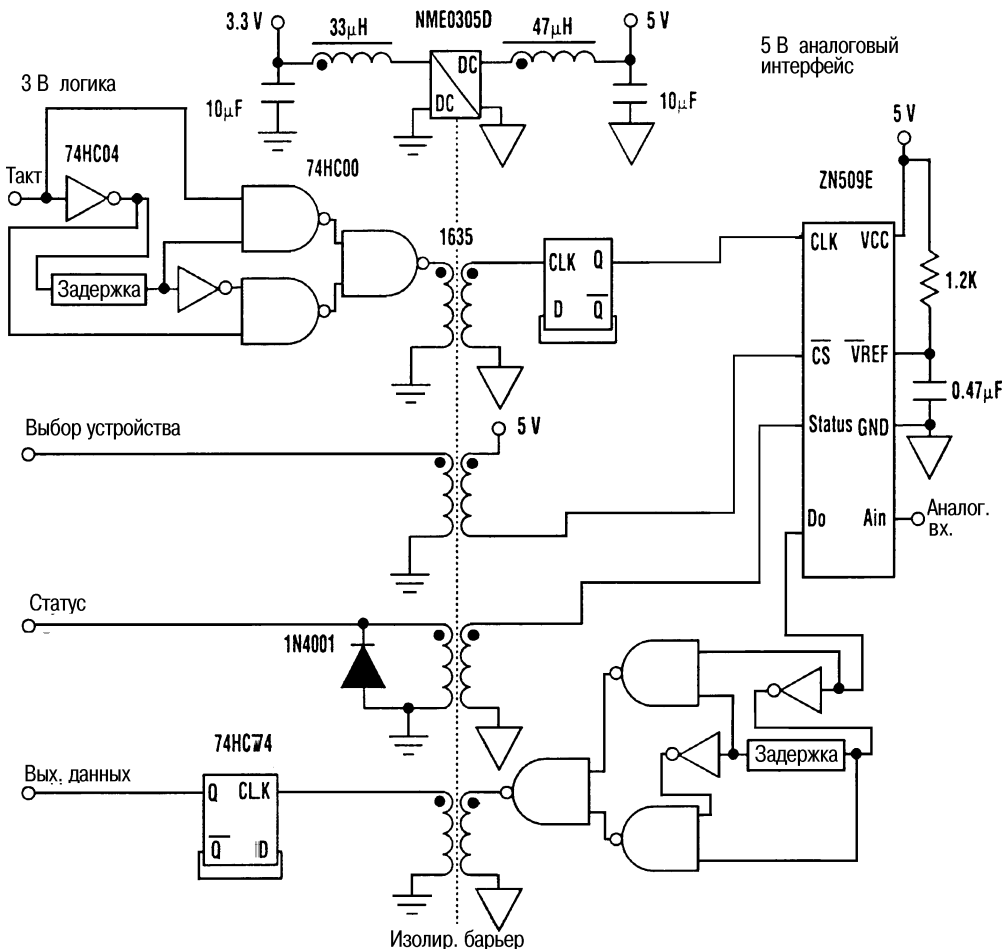 3.3 V
33μH
NME0305D
47μH
5 V
5 В аналоговый
интерфейс
3 В логика
10μF
DC
DC
10μF
5 V
74HC04
74HC00
Такт
ZN509E
1635
CLK
VCC
CLK Q
D Q
Задержка
1.2K
CS
VREF
0.47μF
Выбор устройства
5 V
Status GND
Do
Ain
Аналог.
вх.
Статус
1N4001
74HC74
Задержка
Вых. данных
Q CLK
Q D
Изолир. барьер